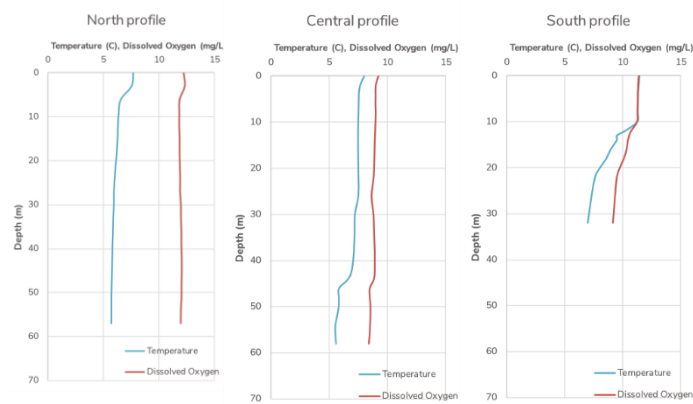 North profile
Temperature (C), Dissolved Oxygen (mg/L
0 5 10 15
0
10
20
30
40
50
60
70
Depth (m)
Temperature
Dissolved Oxygen
Central profile
Temperature (C), Dissolved Oxygen (mg/L)
0 5 10 15
0
10
20
30
40
50
60
70
Depth (m)
Temperature
Dissolved Oxygen
South profile
Temperature (C), Dissolved Oxygen (mg/L)
0 5 10 15
0
10
20
30
40
50
60
70
Depth (m)
Temperature
Dissolved Oxygen